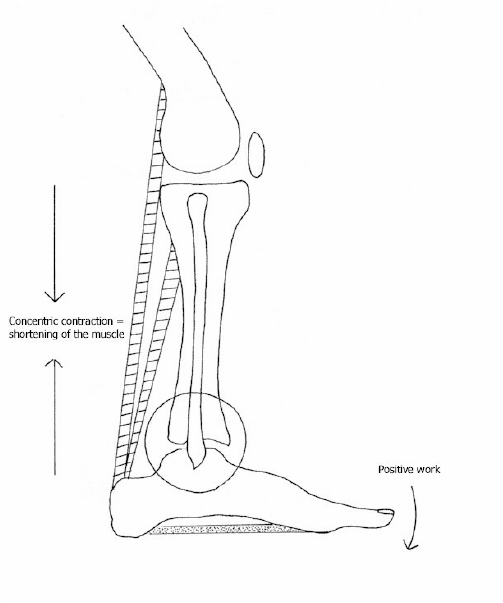 Concentric contraction =
shortening of the muscle
Positive work